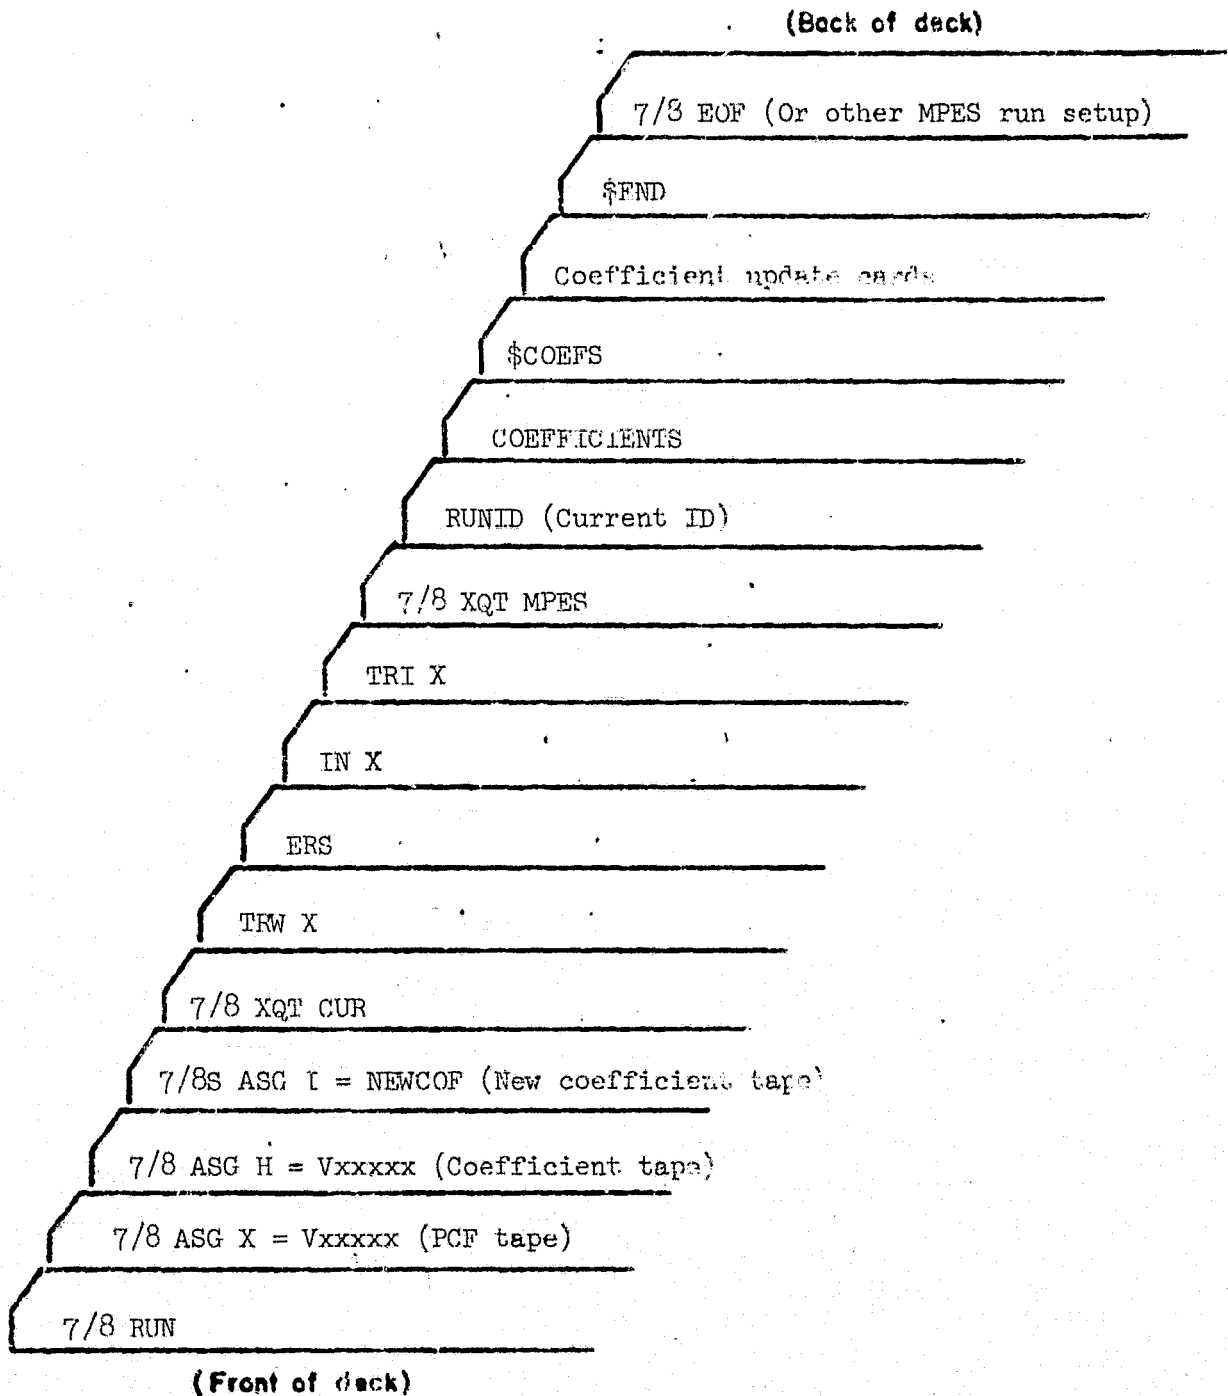 (Back of deck)
7/8 EOF (Or other MPES run setup)
$END
Coefficient update cards
$COEFS
COEFFICIENTS
RUNID (Current ID)
7/8 XQT MPES
TRI X
IN X
ERS
TRW X
7/8 XQT CUR
7/8S ASG I = NEWCOF (New coefficient tape)
7/8 ASG H = Vxxxxx (Coefficient tape)
7/8 ASG X = Vxxxxx (PCF tape)
7/8 RUN
(Front of deck)